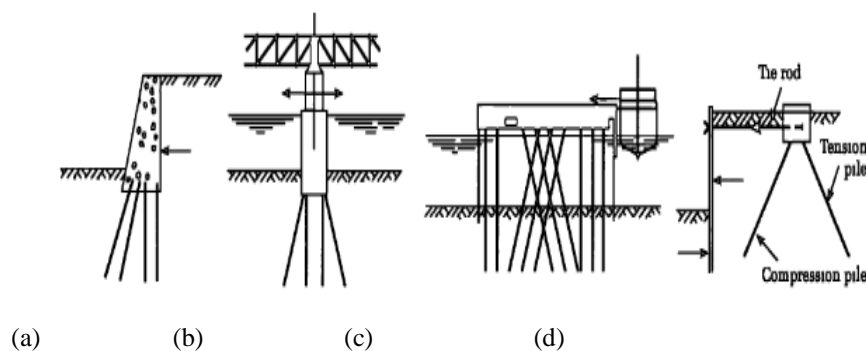 Tie rod
Tension
pile
Compression pile
(a) (b) (c) (d)